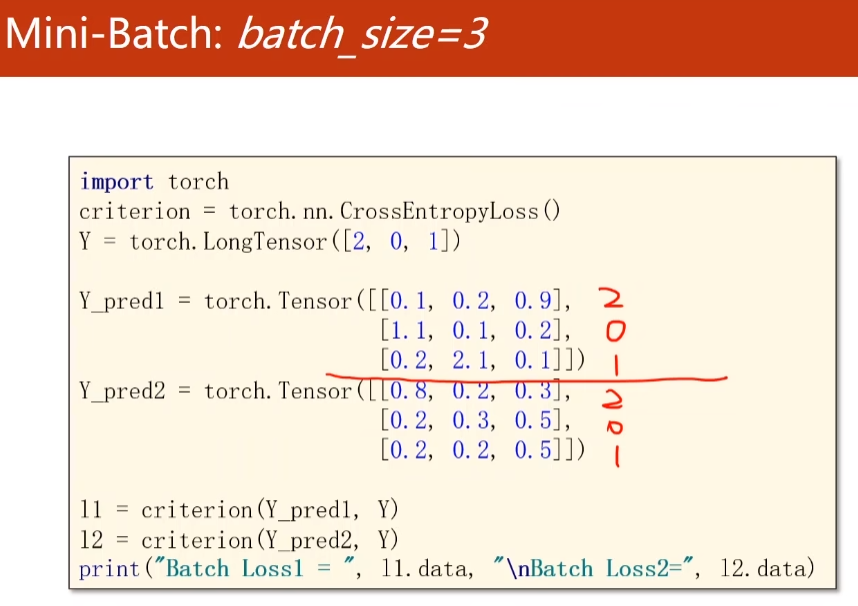 Mini-Batch: batch_size=3
import torch
criterion = torch.nn.CrossEntropyLoss()
Y = torch.LongTensor([2, 0, 1])
Y_pred1 = torch.Tensor([[0.1, 0.2, 0.9], 2
[1.1, 0.1, 0.2], 0
[0.2, 2.1, 0.1]]) 1
Y_pred2 = torch.Tensor([[0.8, 0.2, 0.3], 2
[0.2, 0.3, 0.5], 0
[0.2, 0.2, 0.5]]) 1
l1 = criterion(Y_pred1, Y)
l2 = criterion(Y_pred2, Y)
print("Batch Loss1 = ", l1.data, "\nBatch Loss2=", l2.data)